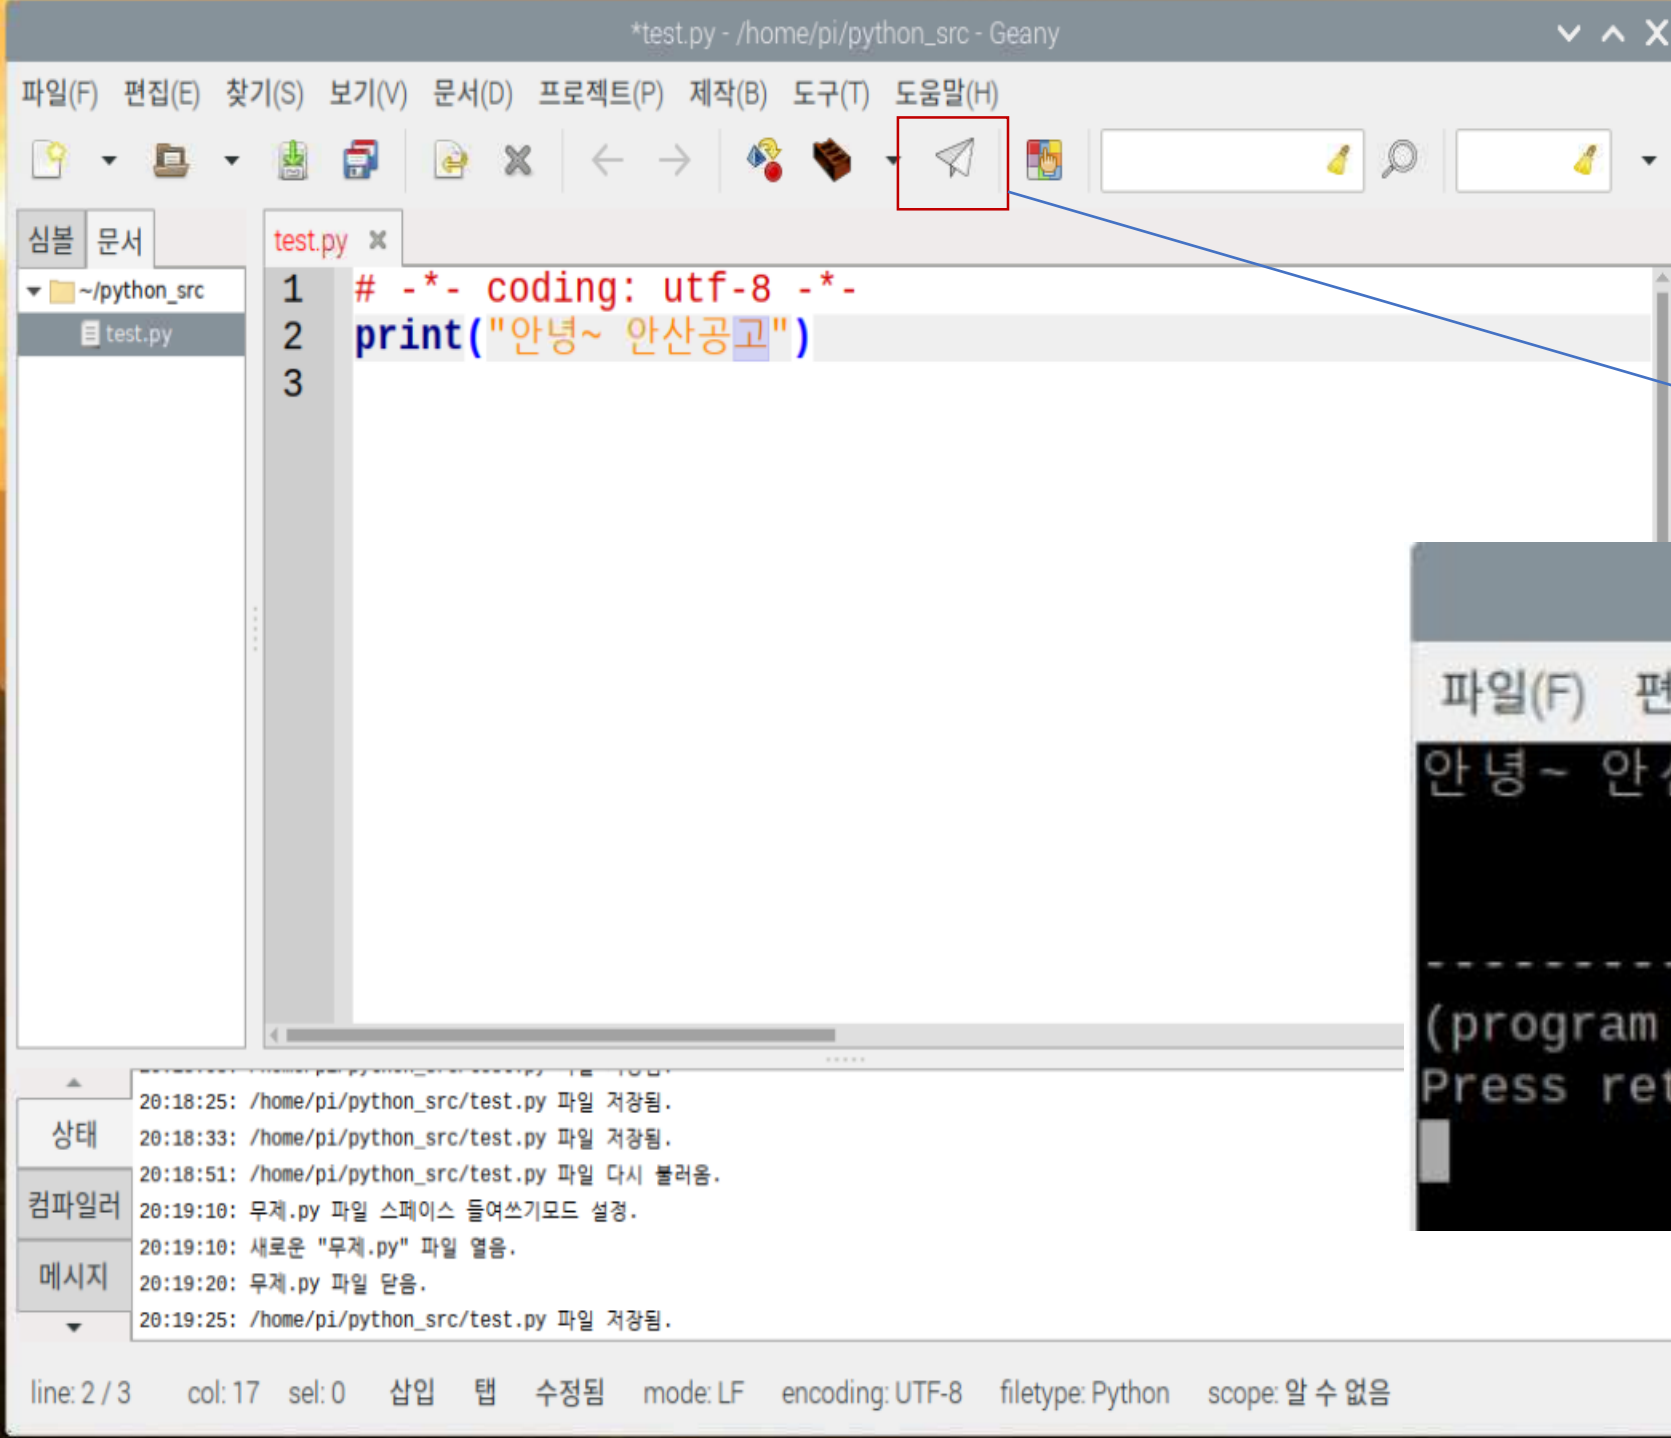 *test.py - /home/pi/python_src - Geany
파일(F) 편집(E) 찾기(S) 보기(V) 문서(D) 프로젝트(P) 제작(B) 도구(T) 도움말(H)
심볼 문서
~/python_src
test.py
test.py
1 # -*- coding: utf-8 -*-
2 print("안녕~ 안산공고")
3
파일(F) 편
안녕~ 안
----------
(program
Press ret
상태
컴파일러
메시지
20:18:25: /home/pi/python_src/test.py 파일 저장됨.
20:18:33: /home/pi/python_src/test.py 파일 저장됨.
20:18:51: /home/pi/python_src/test.py 파일 다시 불러옴.
20:19:10: 무제.py 파일 스페이스 들여쓰기모드 설정.
20:19:10: 새로운 "무제.py" 파일 열음.
20:19:20: 무제.py 파일 닫음.
20:19:25: /home/pi/python_src/test.py 파일 저장됨.
line: 2 / 3 col: 17 sel: 0 삽입 탭 수정됨 mode: LF encoding: UTF-8 filetype: Python scope: 알 수 없음